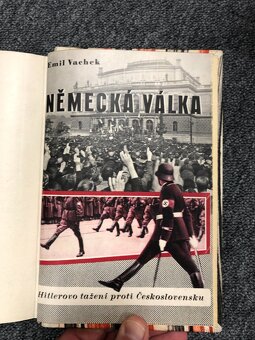 Emil Vachek
NĚMECKÁ VÁLKA
Hitlerovo tažení proti Československu